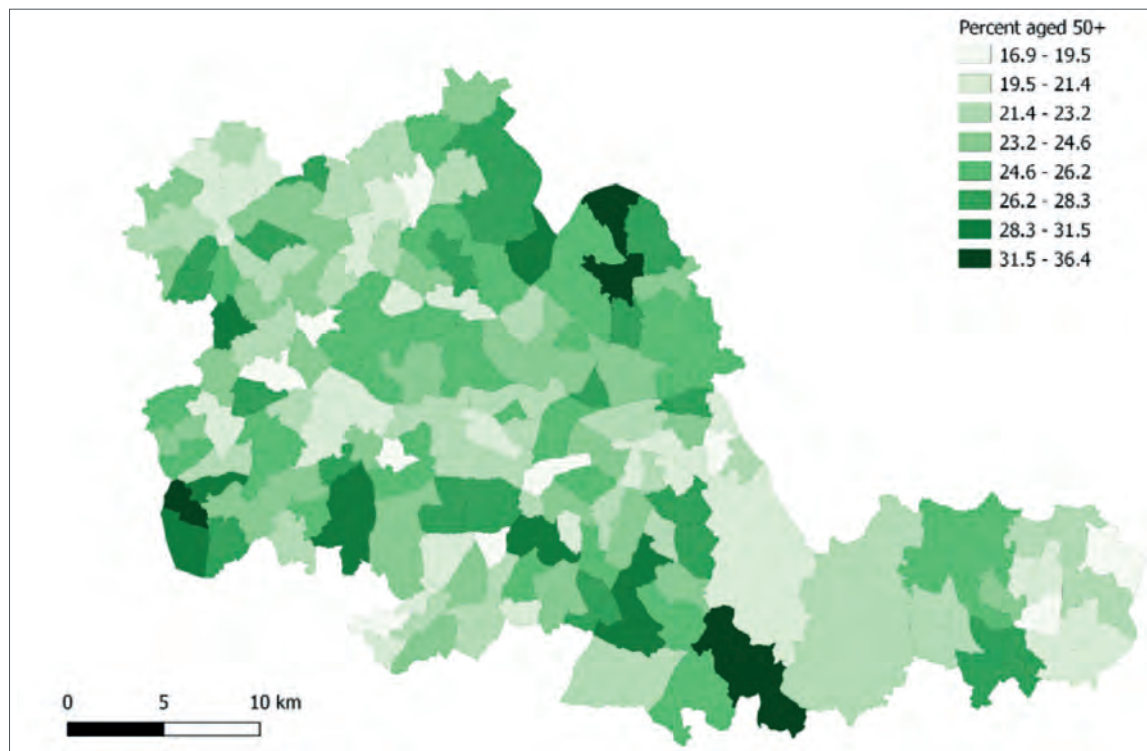 Percent aged 50+
16.9 - 19.5
19.5 - 21.4
21.4 - 23.2
23.2 - 24.6
24.6 - 26.2
26.2 - 28.3
28.3 - 31.5
31.5 - 36.4
0 5 10 km